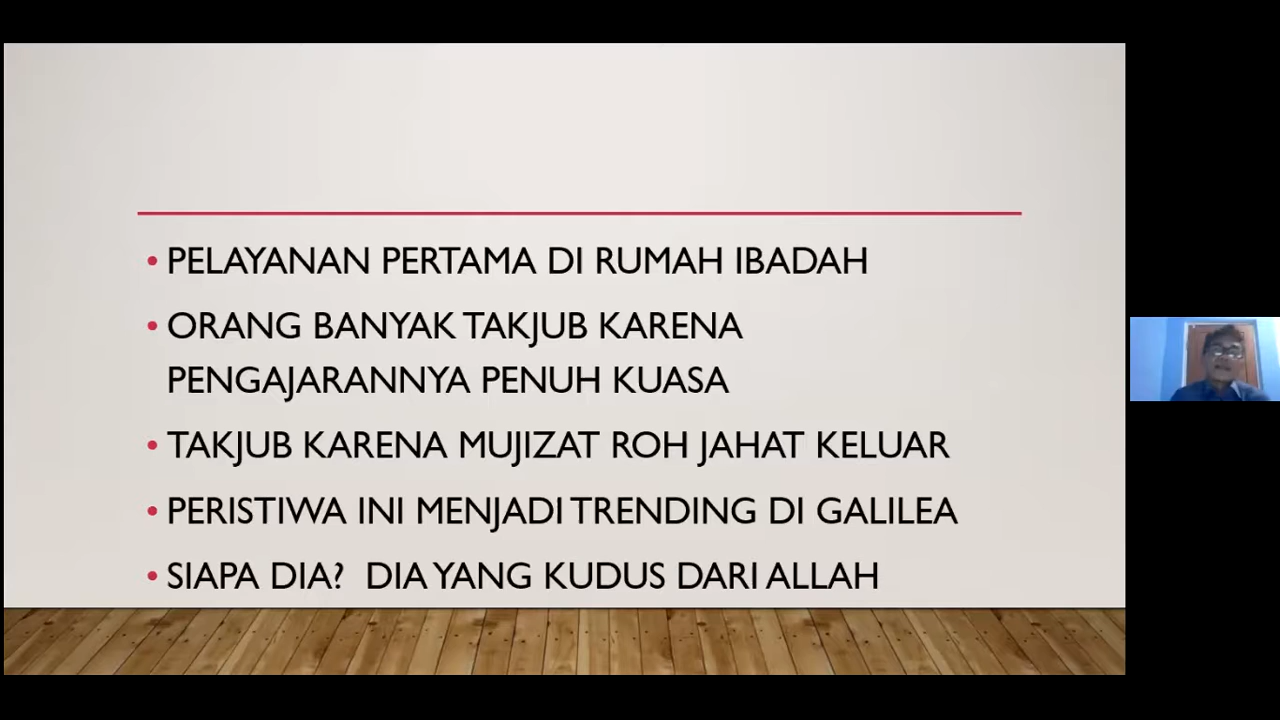 • PELAYANAN PERTAMA DI RUMAH IBADAH
• ORANG BANYAK TAKJUB KARENA
PENGAJARANNYA PENUH KUASA
• TAKJUB KARENA MUJIZAT ROH JAHAT KELUAR
• PERISTIWA INI MENJADI TRENDING DI GALILEA
• SIAPA DIA? DIA YANG KUDUS DARI ALLAH